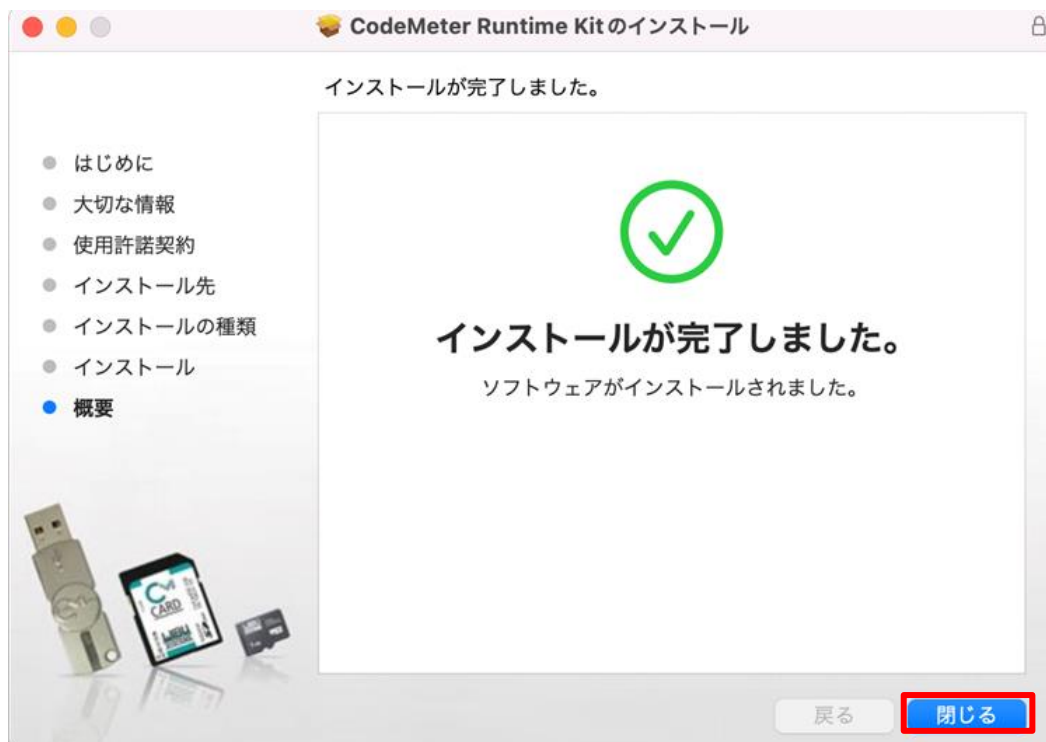 CodeMeter Runtime Kitのインストール
インストールが完了しました。
はじめに
大切な情報
使用許諾契約
インストール先
インストールの種類
インストール
概要
インストールが完了しました。
ソフトウェアがインストールされました。
CARD
戻る
閉じる